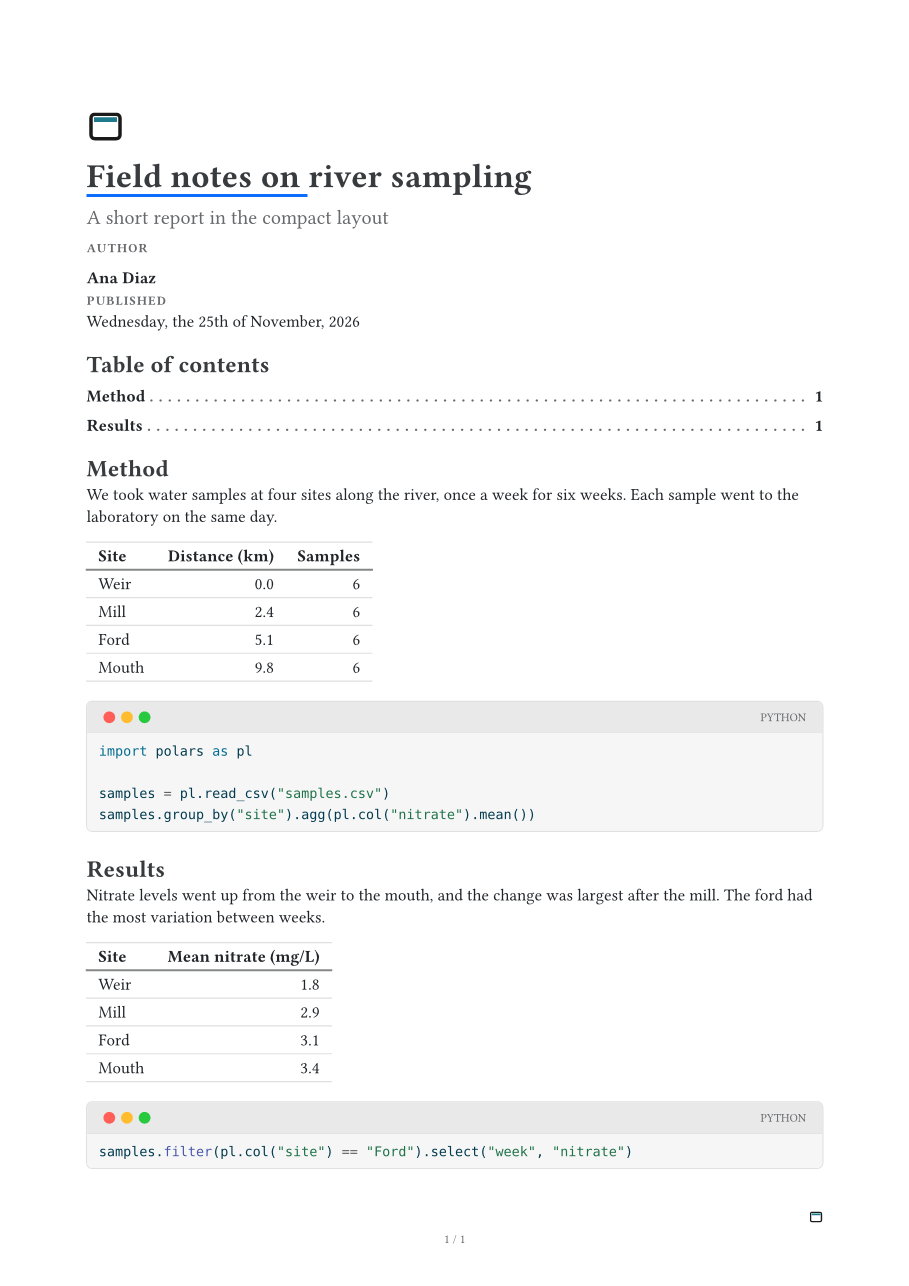 Field notes on river sampling
A short report in the compact layout
AUTHOR
Ana Diaz
PUBLISHED
Wednesday, the 25th of November, 2026
Table of contents
Method 1
Results 1
Method
We took water samples at four sites along the river, once a week for six weeks. Each sample went to the
laboratory on the same day.
Site Distance (km) Samples
Weir 0.0 6
Mill 2.4 6
Ford 5.1 6
Mouth 9.8 6
PYTHON
import polars as pl
samples = pl.read_csv("samples.csv")
samples.group_by("site").agg(pl.col("nitrate").mean())
Results
Nitrate levels went up from the weir to the mouth, and the change was largest after the mill. The ford had
the most variation between weeks.
Site Mean nitrate (mg/L)
Weir 1.8
Mill 2.9
Ford 3.1
Mouth 3.4
PYTHON
samples.filter(pl.col("site") == "Ford").select("week", "nitrate")
1 / 1